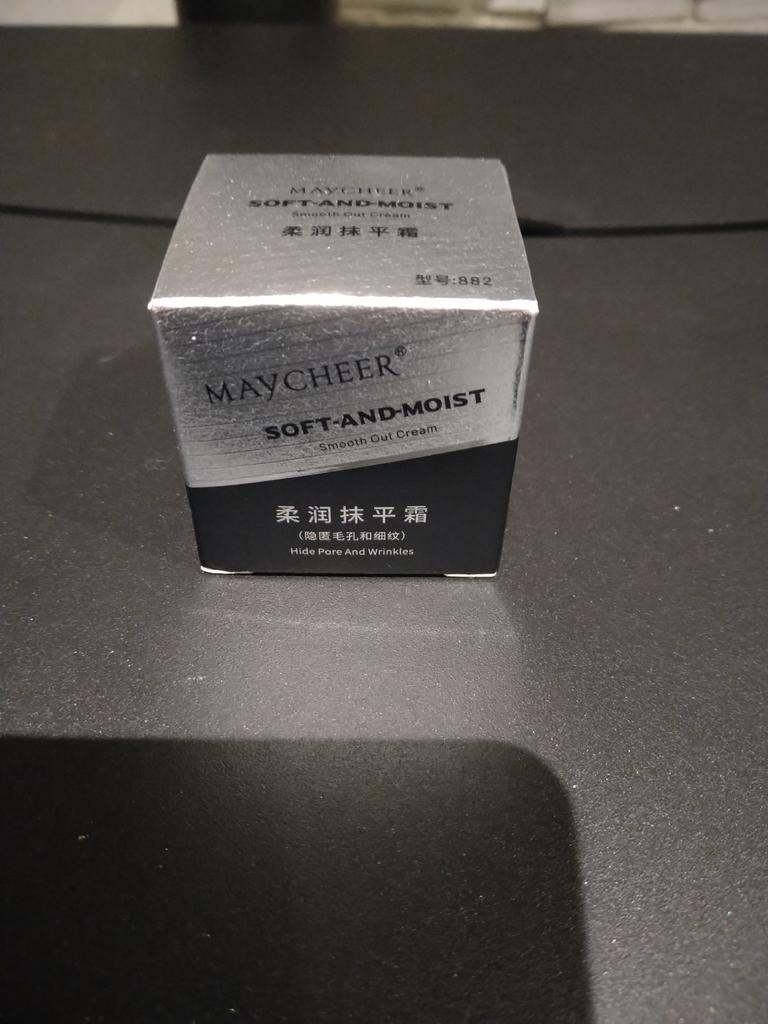 MAYCHEER®
SOFT-AND-MOIST
Smooth Out Cream
柔润抹平霜
型号:882
MAYCHEER®
SOFT-AND-MOIST
Smooth Out Cream
柔润抹平霜
(隐匿毛孔和细纹)
Hide Pore And Wrinkles